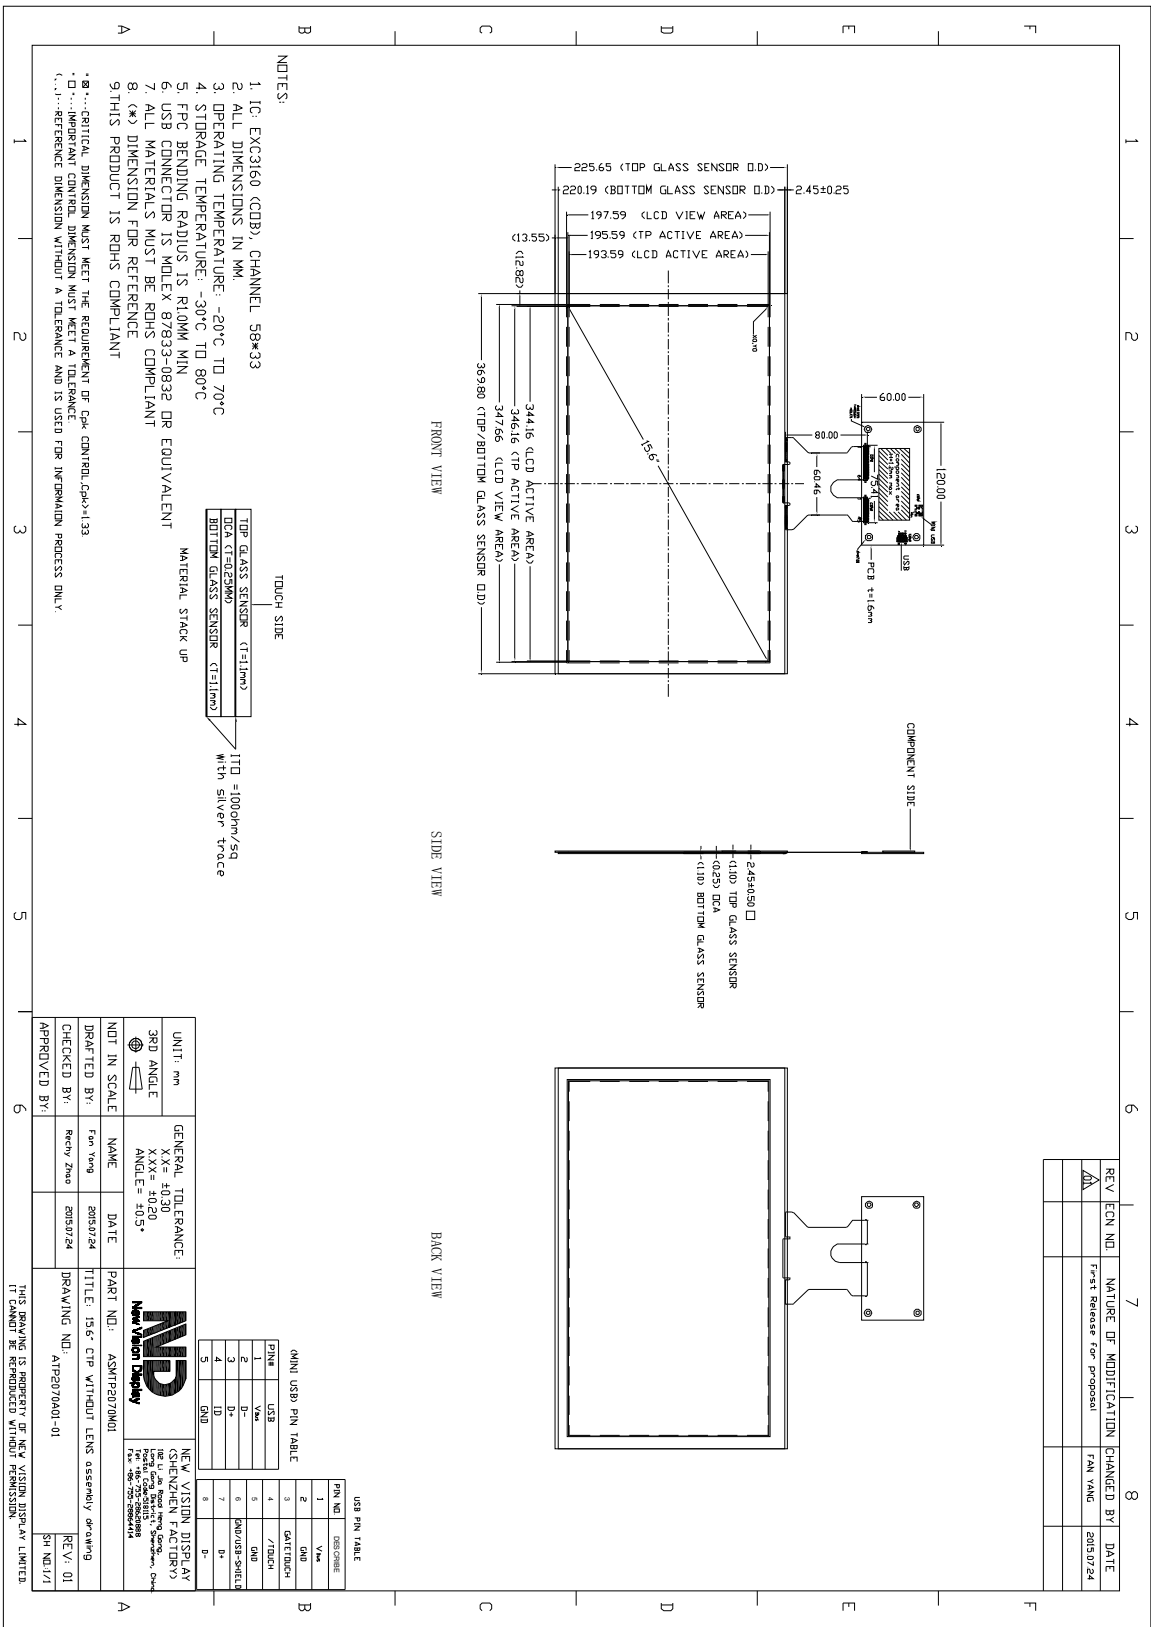 REV
ECN NO.
NATURE OF MODIFICATION
CHANGED BY
DATE
01
First Release for proposal
FAN YANG
2015.07.24
1
2
3
4
5
6
7
8
F
E
D
C
B
A
225.65 (TOP GLASS SENSOR O.D)
220.19 (BOTTOM GLASS SENSOR O.D)
2.45±0.25
197.59 (LCD VIEW AREA)
195.59 (TP ACTIVE AREA)
193.59 (LCD ACTIVE AREA)
(13.55)
(12.82)
344.16 (LCD ACTIVE AREA)
346.16 (TP ACTIVE AREA)
347.66 (LCD VIEW AREA)
369.80 (TOP/BOTTOM GLASS SENSOR O.D)
15.6"
X0,Y0
60.00
120.00
80.00
60.46
75.41
component area
USB
PCB t=1.6mm
FRONT VIEW
COMPONENT SIDE
2.45±0.50 □
(1.10) TOP GLASS SENSOR
(0.25) OCA
(1.10) BOTTOM GLASS SENSOR
SIDE VIEW
BACK VIEW
NOTES:
1. IC: EXC3160 (COB), CHANNEL 58*33
2. ALL DIMENSIONS IN MM.
3. OPERATING TEMPERATURE: -20°C TO 70°C
4. STORAGE TEMPERATURE: -30°C TO 80°C
5. FPC BENDING RADIUS IS R1.0MM MIN
6. USB CONNECTOR IS MOLEX 87833-0832 OR EQUIVALENT
7. ALL MATERIALS MUST BE ROHS COMPLIANT
8. (*) DIMENSION FOR REFERENCE
9.THIS PRODUCT IS ROHS COMPLIANT
CRITICAL DIMENSION MUST MEET THE REQUIREMENT OF Cpk CONTROL,Cpk>=1.33.
IMPORTANT CONTROL DIMENSION MUST MEET A TOLERANCE.
REFERENCE DIMENSION WITHOUT A TOLERANCE AND IS USED FOR INFORMAION PROCESS ONLY.
TOUCH SIDE
TOP GLASS SENSOR (T=1.1mm)
OCA (T=0.25MM)
BOTTOM GLASS SENSOR (T=1.1mm)
MATERIAL STACK UP
ITO =100ohm/sq
With silver trace
(MINI USB) PIN TABLE
PIN# USB
1 Vbus
2 D-
3 D+
4 ID
5 GND
USB PIN TABLE
PIN NO. DESCRIBE
1 Vbus
2 GND
3 GATETOUCH
4 /TOUCH
5 GND
6 GND/USB-SHIELD
7 D+
8 D-
UNIT: mm
3RD ANGLE
GENERAL TOLERANCE:
X.X= ±0.30
X.XX= ±0.20
ANGLE= ±0.5°
NVD
New Vision Display
NEW VISION DISPLAY
(SHENZHEN FACTORY)
NOT IN SCALE
NAME
DATE
PART NO.: ASMTP2070M01
DRAFTED BY: Fan Yang 2015.07.24
TITLE: 15.6" CTP WITHOUT LENS assembly drawing
CHECKED BY: Rechy Zhao 2015.07.24
DRAWING NO.: ATP2070A01-01
REV: 01
APPROVED BY:
SH NO.:1/1
THIS DRAWING IS PROPERTY OF NEW VISION DISPLAY LIMITED.
IT CANNOT BE REPRODUCED WITHOUT PERMISSION.